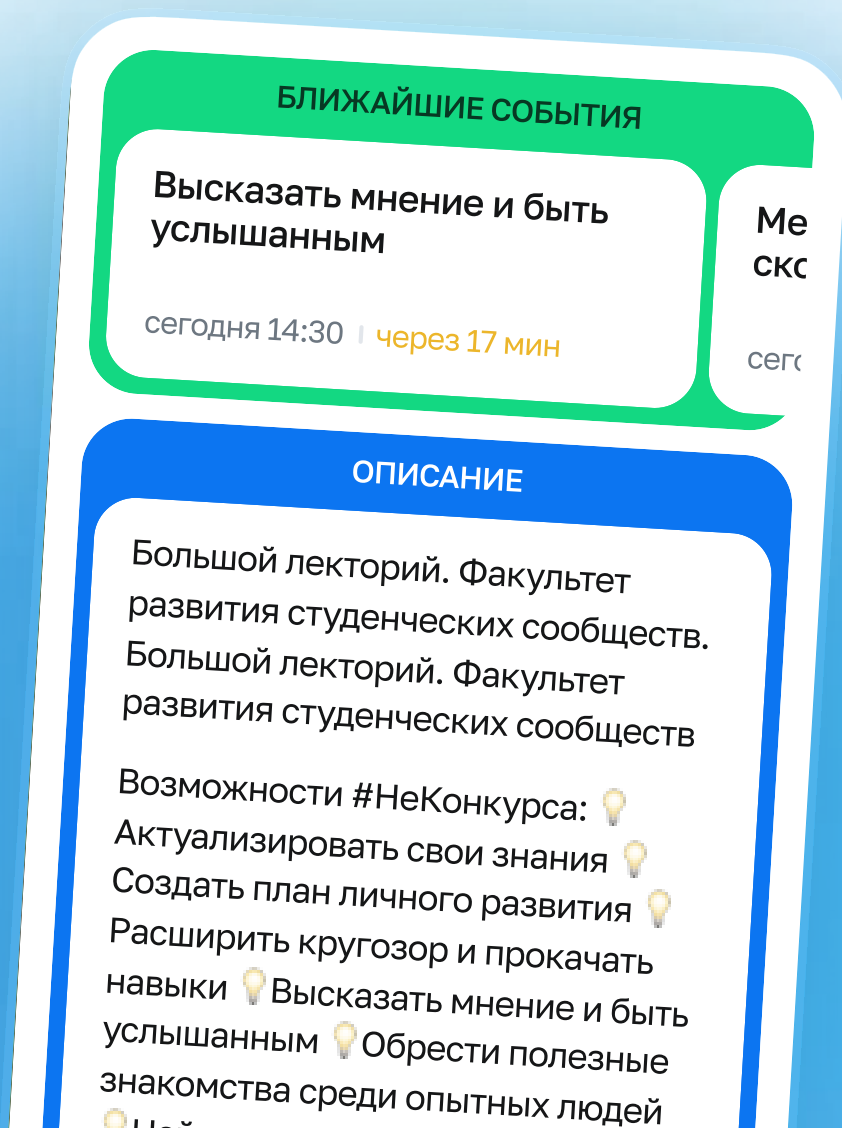 БЛИЖАЙШИЕ СОБЫТИЯ
Высказать мнение и быть
услышанным
сегодня 14:30 | через 17 мин
ОПИСАНИЕ
Большой лекторий. Факультет
развития студенческих сообществ.
Большой лекторий. Факультет
развития студенческих сообществ
Возможности #НеКонкурса: 💡
Актуализировать свои знания 💡
Создать план личного развития 💡
Расширить кругозор и прокачать
навыки 💡Высказать мнение и быть
услышанным 💡Обрести полезные
знакомства среди опытных людей